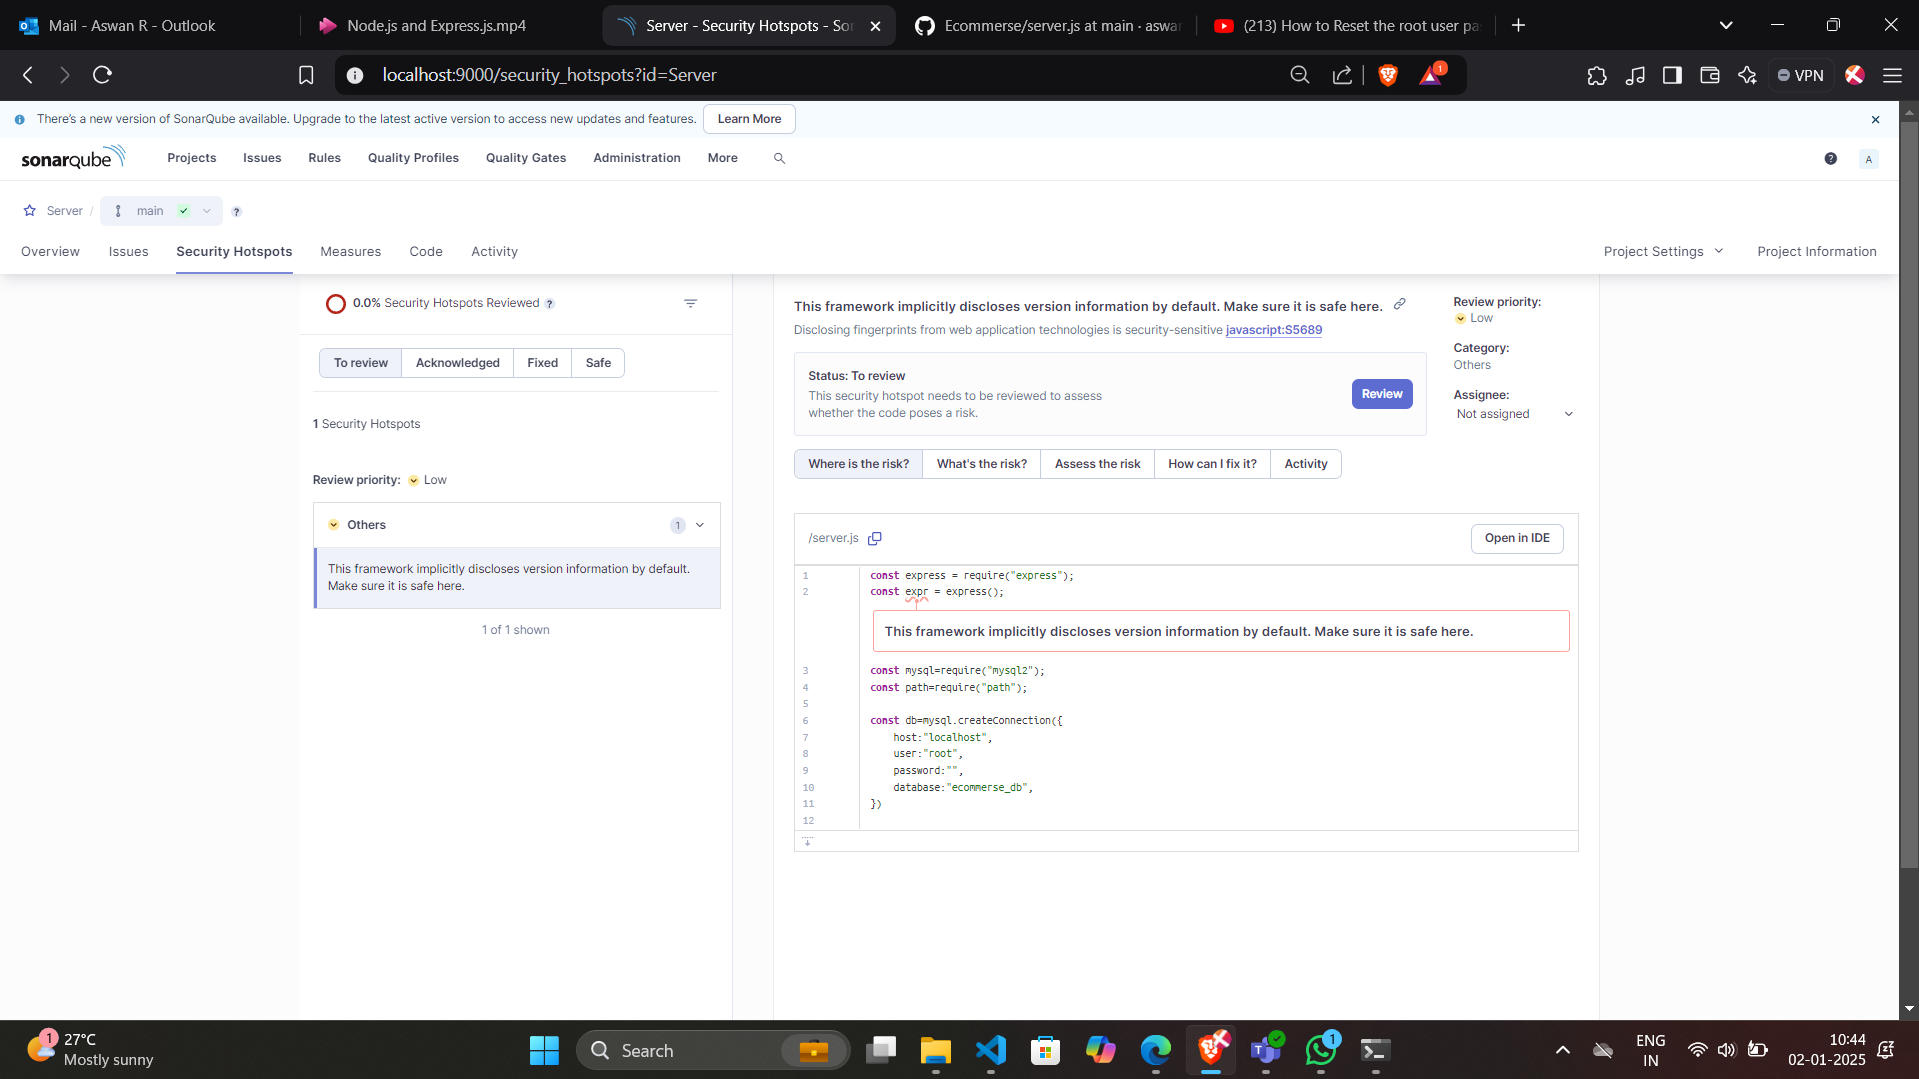 Mail - Aswan R - Outlook
Node.js and Express.js.mp4
Server - Security Hotspots - So
Ecommerse/server.js at main · aswar
(213) How to Reset the root user pa
localhost:9000/security_hotspots?id=Server
1
VPN
There's a new version of SonarQube available. Upgrade to the latest active version to access new updates and features.
Learn More
sonarqube
Projects
Issues
Rules
Quality Profiles
Quality Gates
Administration
More
A
Server /
main
Overview
Issues
Security Hotspots
Measures
Code
Activity
Project Settings
Project Information
0.0% Security Hotspots Reviewed
To review
Acknowledged
Fixed
Safe
1 Security Hotspots
Review priority: Low
Others
1
This framework implicitly discloses version information by default.
Make sure it is safe here.
1 of 1 shown
This framework implicitly discloses version information by default. Make sure it is safe here.
Disclosing fingerprints from web application technologies is security-sensitive javascript:S5689
Status: To review
This security hotspot needs to be reviewed to assess
whether the code poses a risk.
Review
Review priority:
Low
Category:
Others
Assignee:
Not assigned
Where is the risk?
What's the risk?
Assess the risk
How can I fix it?
Activity
/server.js
Open in IDE
1 const express = require("express");
2 const expr = express();
This framework implicitly discloses version information by default. Make sure it is safe here.
3 const mysql=require("mysql2");
4 const path=require("path");
5
6 const db=mysql.createConnection({
7 host:"localhost",
8 user:"root",
9 password:"",
10 database:"ecommerse_db",
11 })
12
1
27°C
Mostly sunny
Search
1
ENG
IN
10:44
02-01-2025